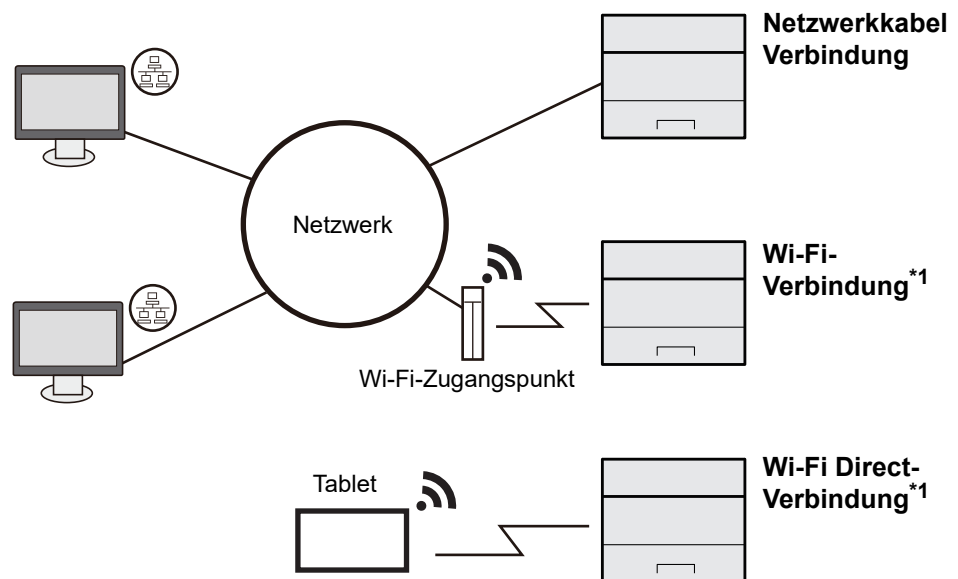 Netzwerkkabel
Verbindung
Netzwerk
Wi-Fi-
Verbindung*1
Wi-Fi-Zugangspunkt
Wi-Fi Direct-
Verbindung*1
Tablet